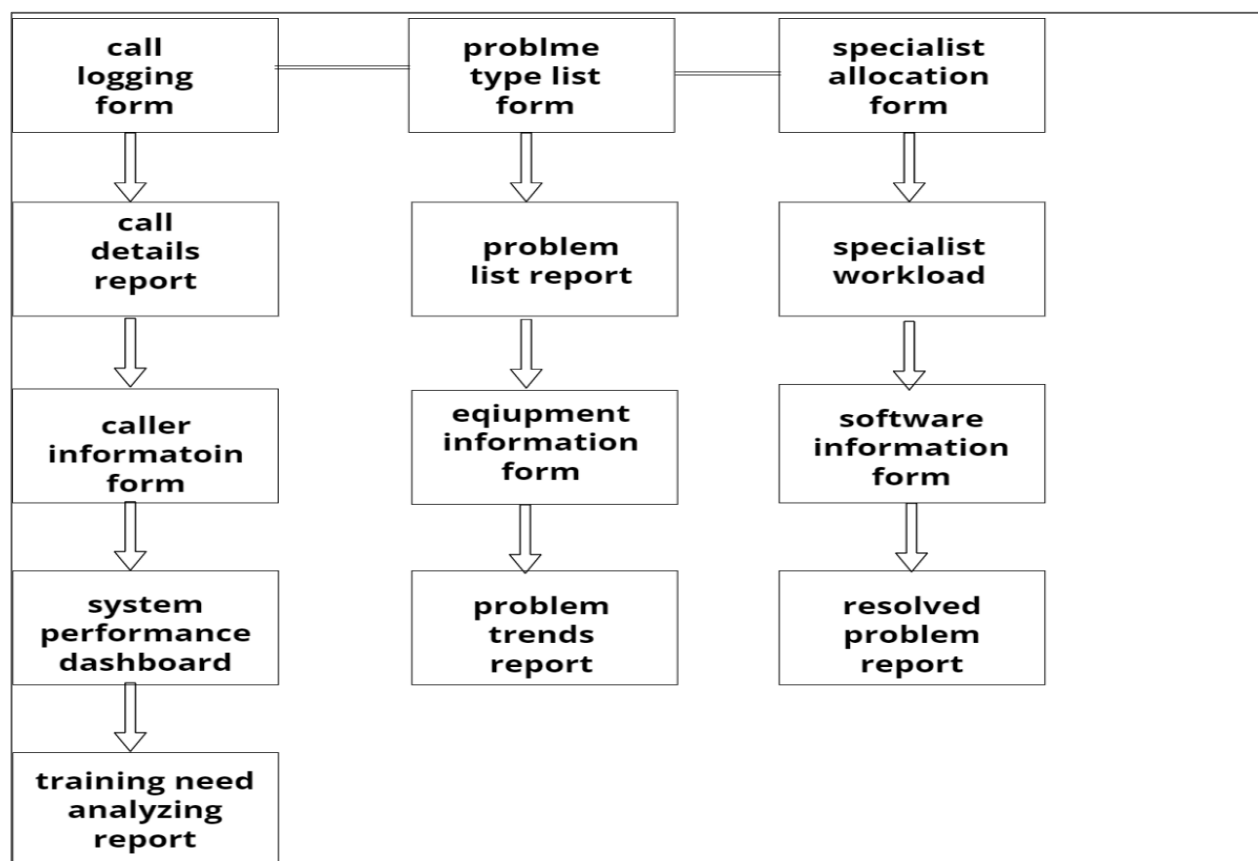 call
logging
form
problme
type list
form
specialist
allocation
form
call
details
report
problem
list report
specialist
workload
caller
informatoin
form
eqiupment
information
form
software
information
form
system
performance
dashboard
problem
trends
report
resolved
problem
report
training need
analyzing
report